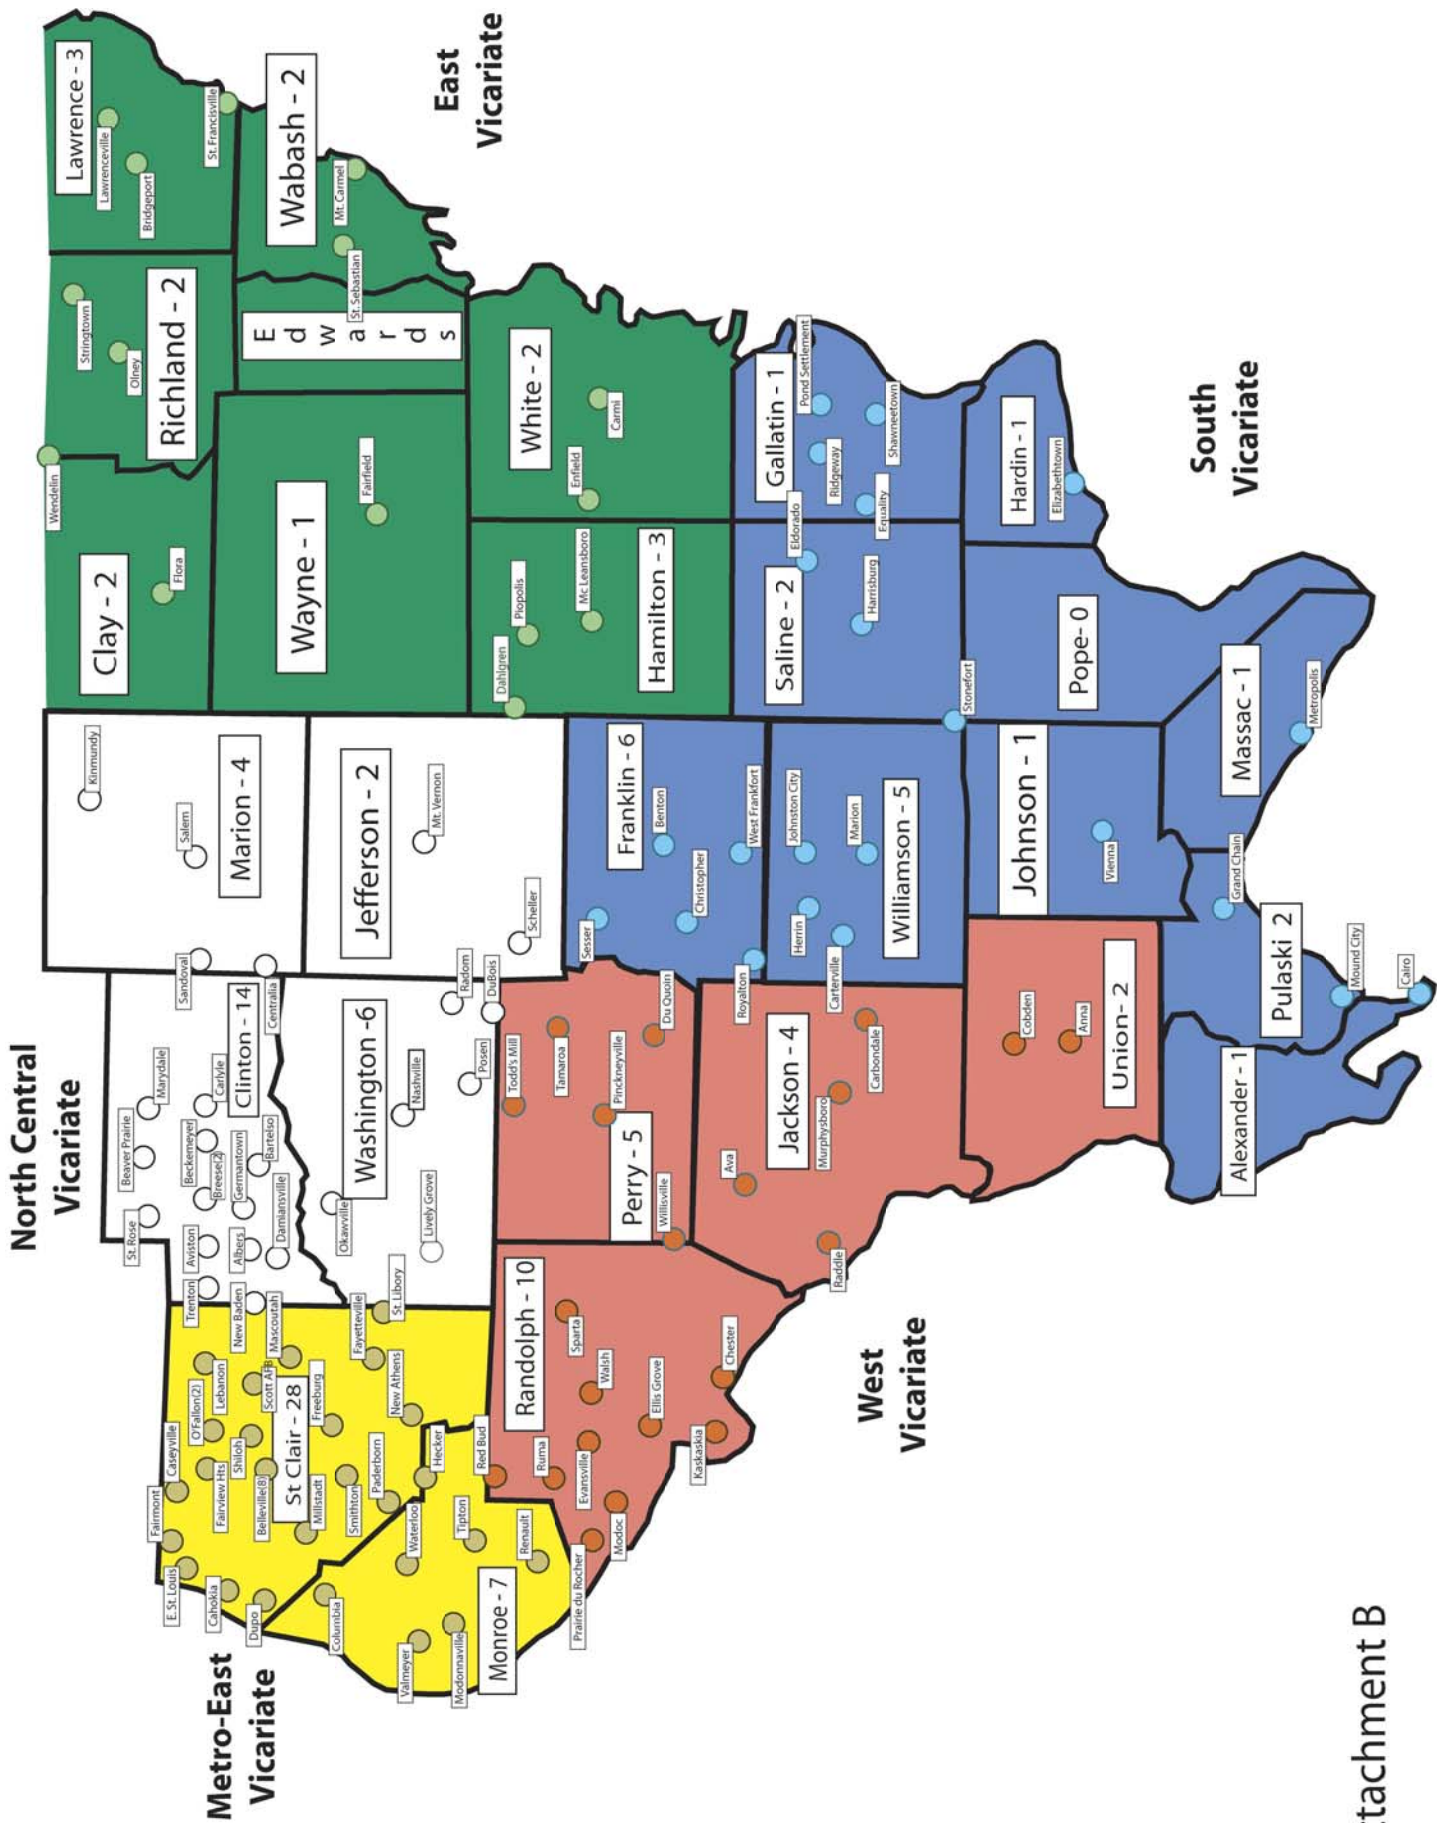 North Central
Vicariate
Metro-East
Vicariate
East
Vicariate
West
Vicariate
South
Vicariate
St Clair - 28
Fairmont
Caseyville
E. St. Louis
Cahokia
Dupo
O'Fallon(2)
Lebanon
Fairview Hts
Shiloh
Scott AFB
Belleville(8)
Mascoutah
Millstadt
Freeburg
Smithton
Paderborn
Fayetteville
New Athens
St. Libory
Hecker
Monroe - 7
Columbia
Waterloo
Valmeyer
Modonnaville
Tipton
Renault
Clinton - 14
St. Rose
Beaver Prairie
Marydale
Trenton
Aviston
Breese(2)
Beckemeyer
Carlyle
New Baden
Albers
Germantown
Bartelso
Damiansville
Sandoval
Centralia
Marion - 4
Kinmundy
Salem
Washington -6
Okawville
Nashville
Lively Grove
Posen
Radom
DuBois
Jefferson - 2
Mt. Vernon
Scheller
Clay - 2
Wendelin
Flora
Richland - 2
Stringtown
Olney
Lawrence - 3
Lawrenceville
Bridgeport
St. Francisville
Wabash - 2
Mt. Carmel
St. Sebastian
E
d
w
a
r
d
s
Wayne - 1
Fairfield
White - 2
Enfield
Carmi
Hamilton - 3
Dahlgren
Piopolis
Mc Leansboro
Randolph - 10
Red Bud
Ruma
Evansville
Prairie du Rocher
Modoc
Sparta
Walsh
Ellis Grove
Kaskaskia
Chester
Perry - 5
Todd's Mill
Tamaroa
Pinckneyville
Du Quoin
Willisville
Jackson - 4
Ava
Raddle
Murphysboro
Carbondale
Union- 2
Cobden
Anna
Franklin - 6
Sesser
Benton
Christopher
West Frankfort
Royalton
Williamson - 5
Johnston City
Herrin
Marion
Carterville
Stonefort
Saline - 2
Eldorado
Harrisburg
Gallatin - 1
Pond Settlement
Ridgeway
Shawneetown
Equality
Hardin - 1
Elizabethtown
Pope- 0
Johnson - 1
Vienna
Massac - 1
Metropolis
Pulaski 2
Grand Chain
Mound City
Alexander - 1
Cairo
ttachment B